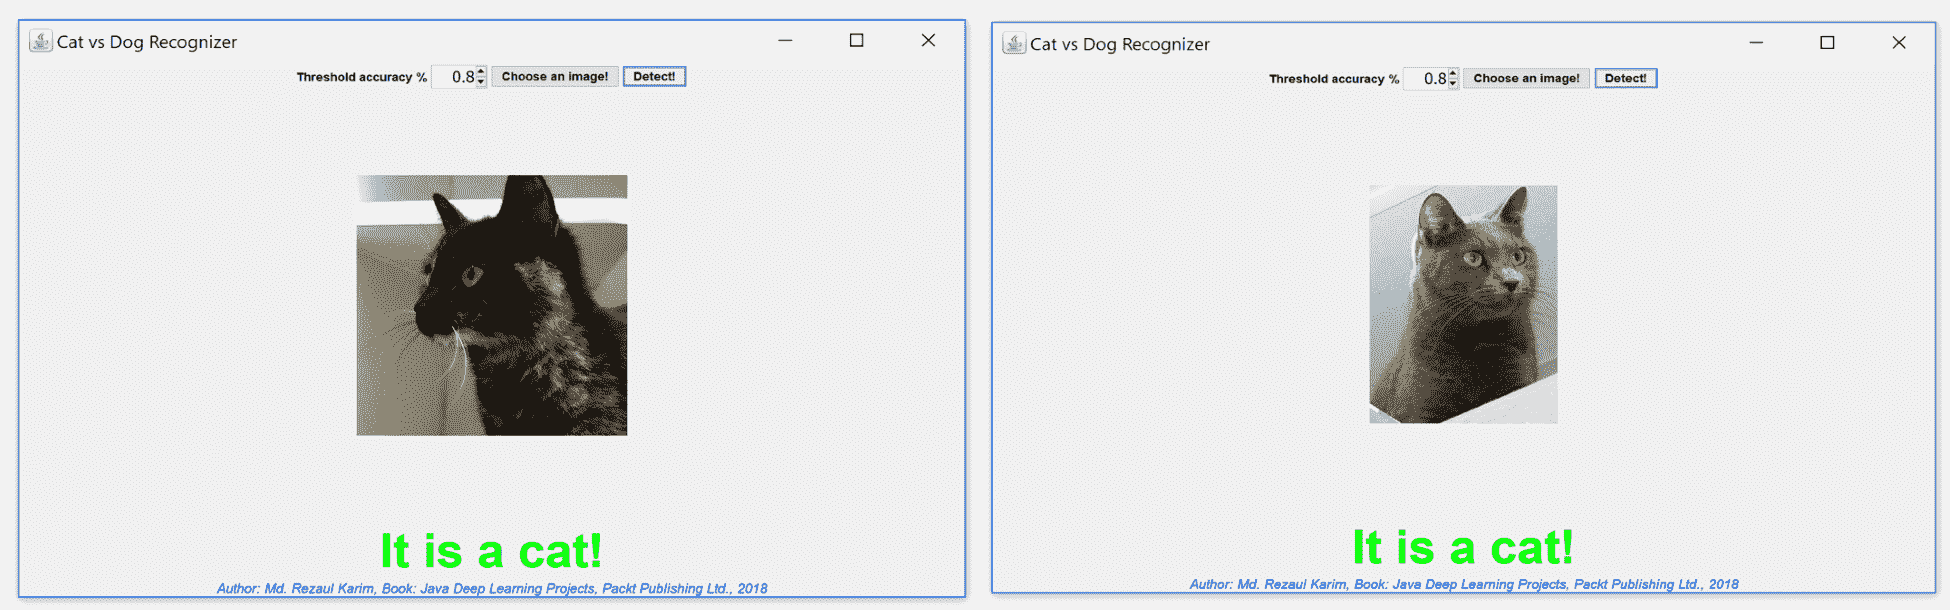 Cat vs Dog Recognizer
Threshold accuracy % 0.8 Choose an image! Detect!
It is a cat!
Author: Md. Rezaul Karim, Book: Java Deep Learning Projects, Packt Publishing Ltd., 2018
Cat vs Dog Recognizer
Threshold accuracy % 0.8 Choose an image! Detect!
It is a cat!
Author: Md. Rezaul Karim, Book: Java Deep Learning Projects, Packt Publishing Ltd., 2018